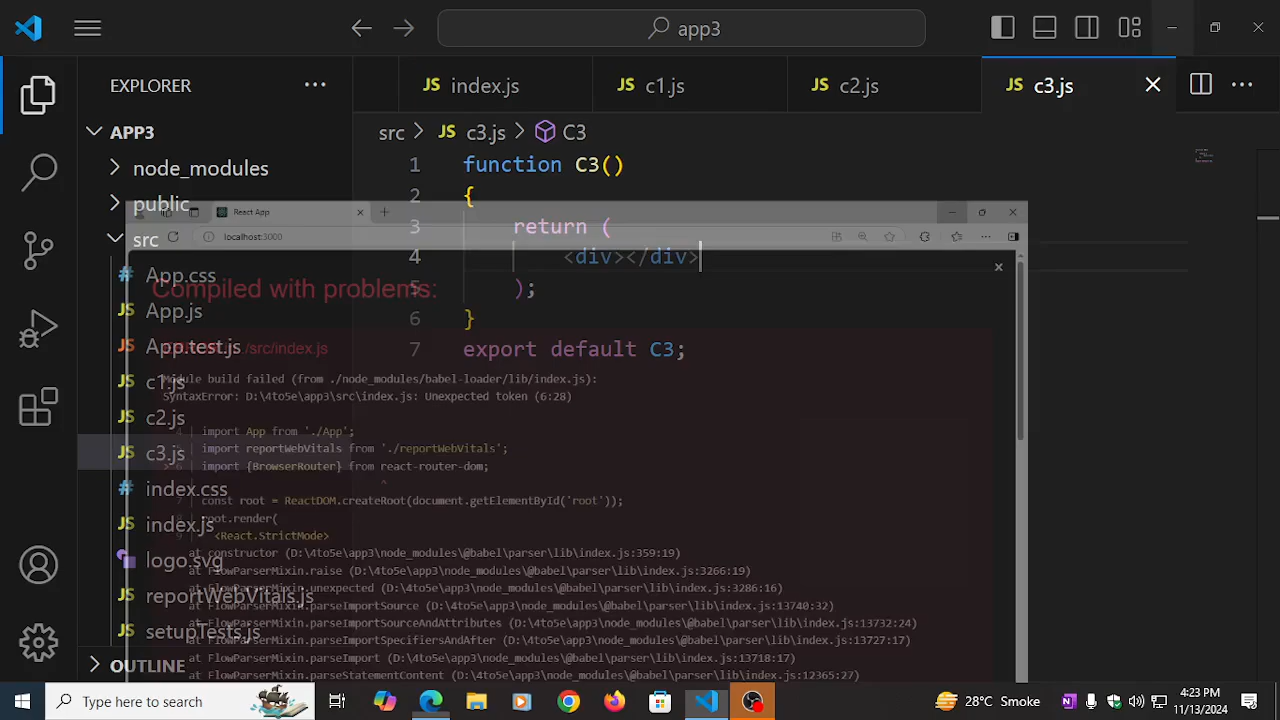 app3
EXPLORER
JS index.js
JS c1.js
JS c2.js
JS c3.js
APP3
node_modules
public
src
App.css
JS App.js
App.test.js
JS c1.js
JS c2.js
JS c3.js
index.css
JS index.js
logo.svg
JS reportWebVitals.js
JS setupTests.js
OUTLINE
src > JS c3.js > C3
1 function C3()
2 {
3 return (
4 <div></div>
5 );
6 }
7 export default C3;
React App
localhost:3000
Compiled with problems:
/src/index.js
Module build failed (from ./node_modules/babel-loader/lib/index.js):
SyntaxError: D:\4to5e\app3\src\index.js: Unexpected token (6:28)
import App from './App';
import reportWebVitals from './reportWebVitals';
> 6 | import {BrowserRouter} from react-router-dom;
^
const root = ReactDOM.createRoot(document.getElementById('root'));
root.render(
<React.StrictMode>
at constructor (D:\4to5e\app3\node_modules\@babel\parser\lib\index.js:359:19)
at FlowParserMixin.raise (D:\4to5e\app3\node_modules\@babel\parser\lib\index.js:3266:19)
at FlowParserMixin.unexpected (D:\4to5e\app3\node_modules\@babel\parser\lib\index.js:3286:16)
at FlowParserMixin.parseImportSource (D:\4to5e\app3\node_modules\@babel\parser\lib\index.js:13740:32)
at FlowParserMixin.parseImportSourceAndAttributes (D:\4to5e\app3\node_modules\@babel\parser\lib\index.js:13732:24)
at FlowParserMixin.parseImportSpecifiersAndAfter (D:\4to5e\app3\node_modules\@babel\parser\lib\index.js:13727:17)
at FlowParserMixin.parseImport (D:\4to5e\app3\node_modules\@babel\parser\lib\index.js:13718:17)
at FlowParserMixin.parseStatementContent (D:\4to5e\app3\node_modules\@babel\parser\lib\index.js:12365:27)
Type here to search
28°C Smoke
4:23 PM
11/13/2024